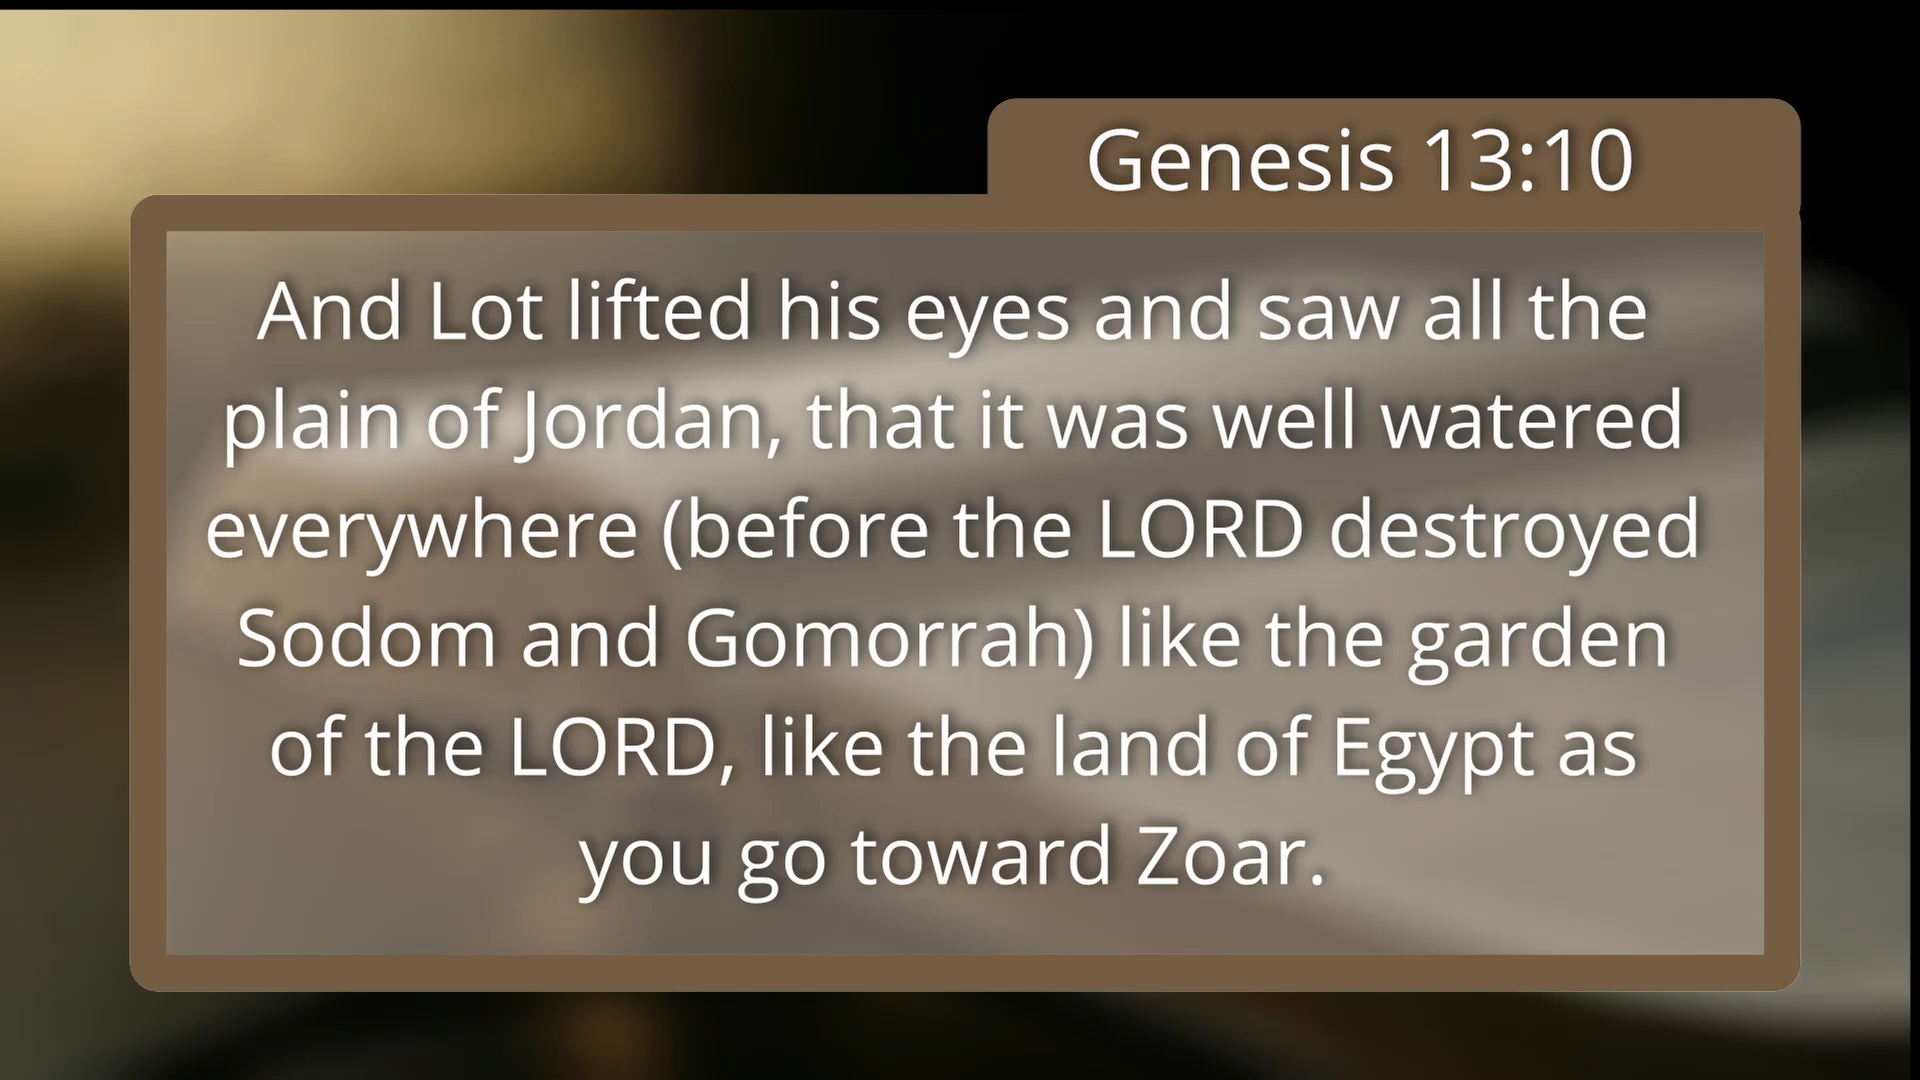 Genesis 13:10
And Lot lifted his eyes and saw all the
plain of Jordan, that it was well watered
everywhere (before the LORD destroyed
Sodom and Gomorrah) like the garden
of the LORD, like the land of Egypt as
you go toward Zoar.